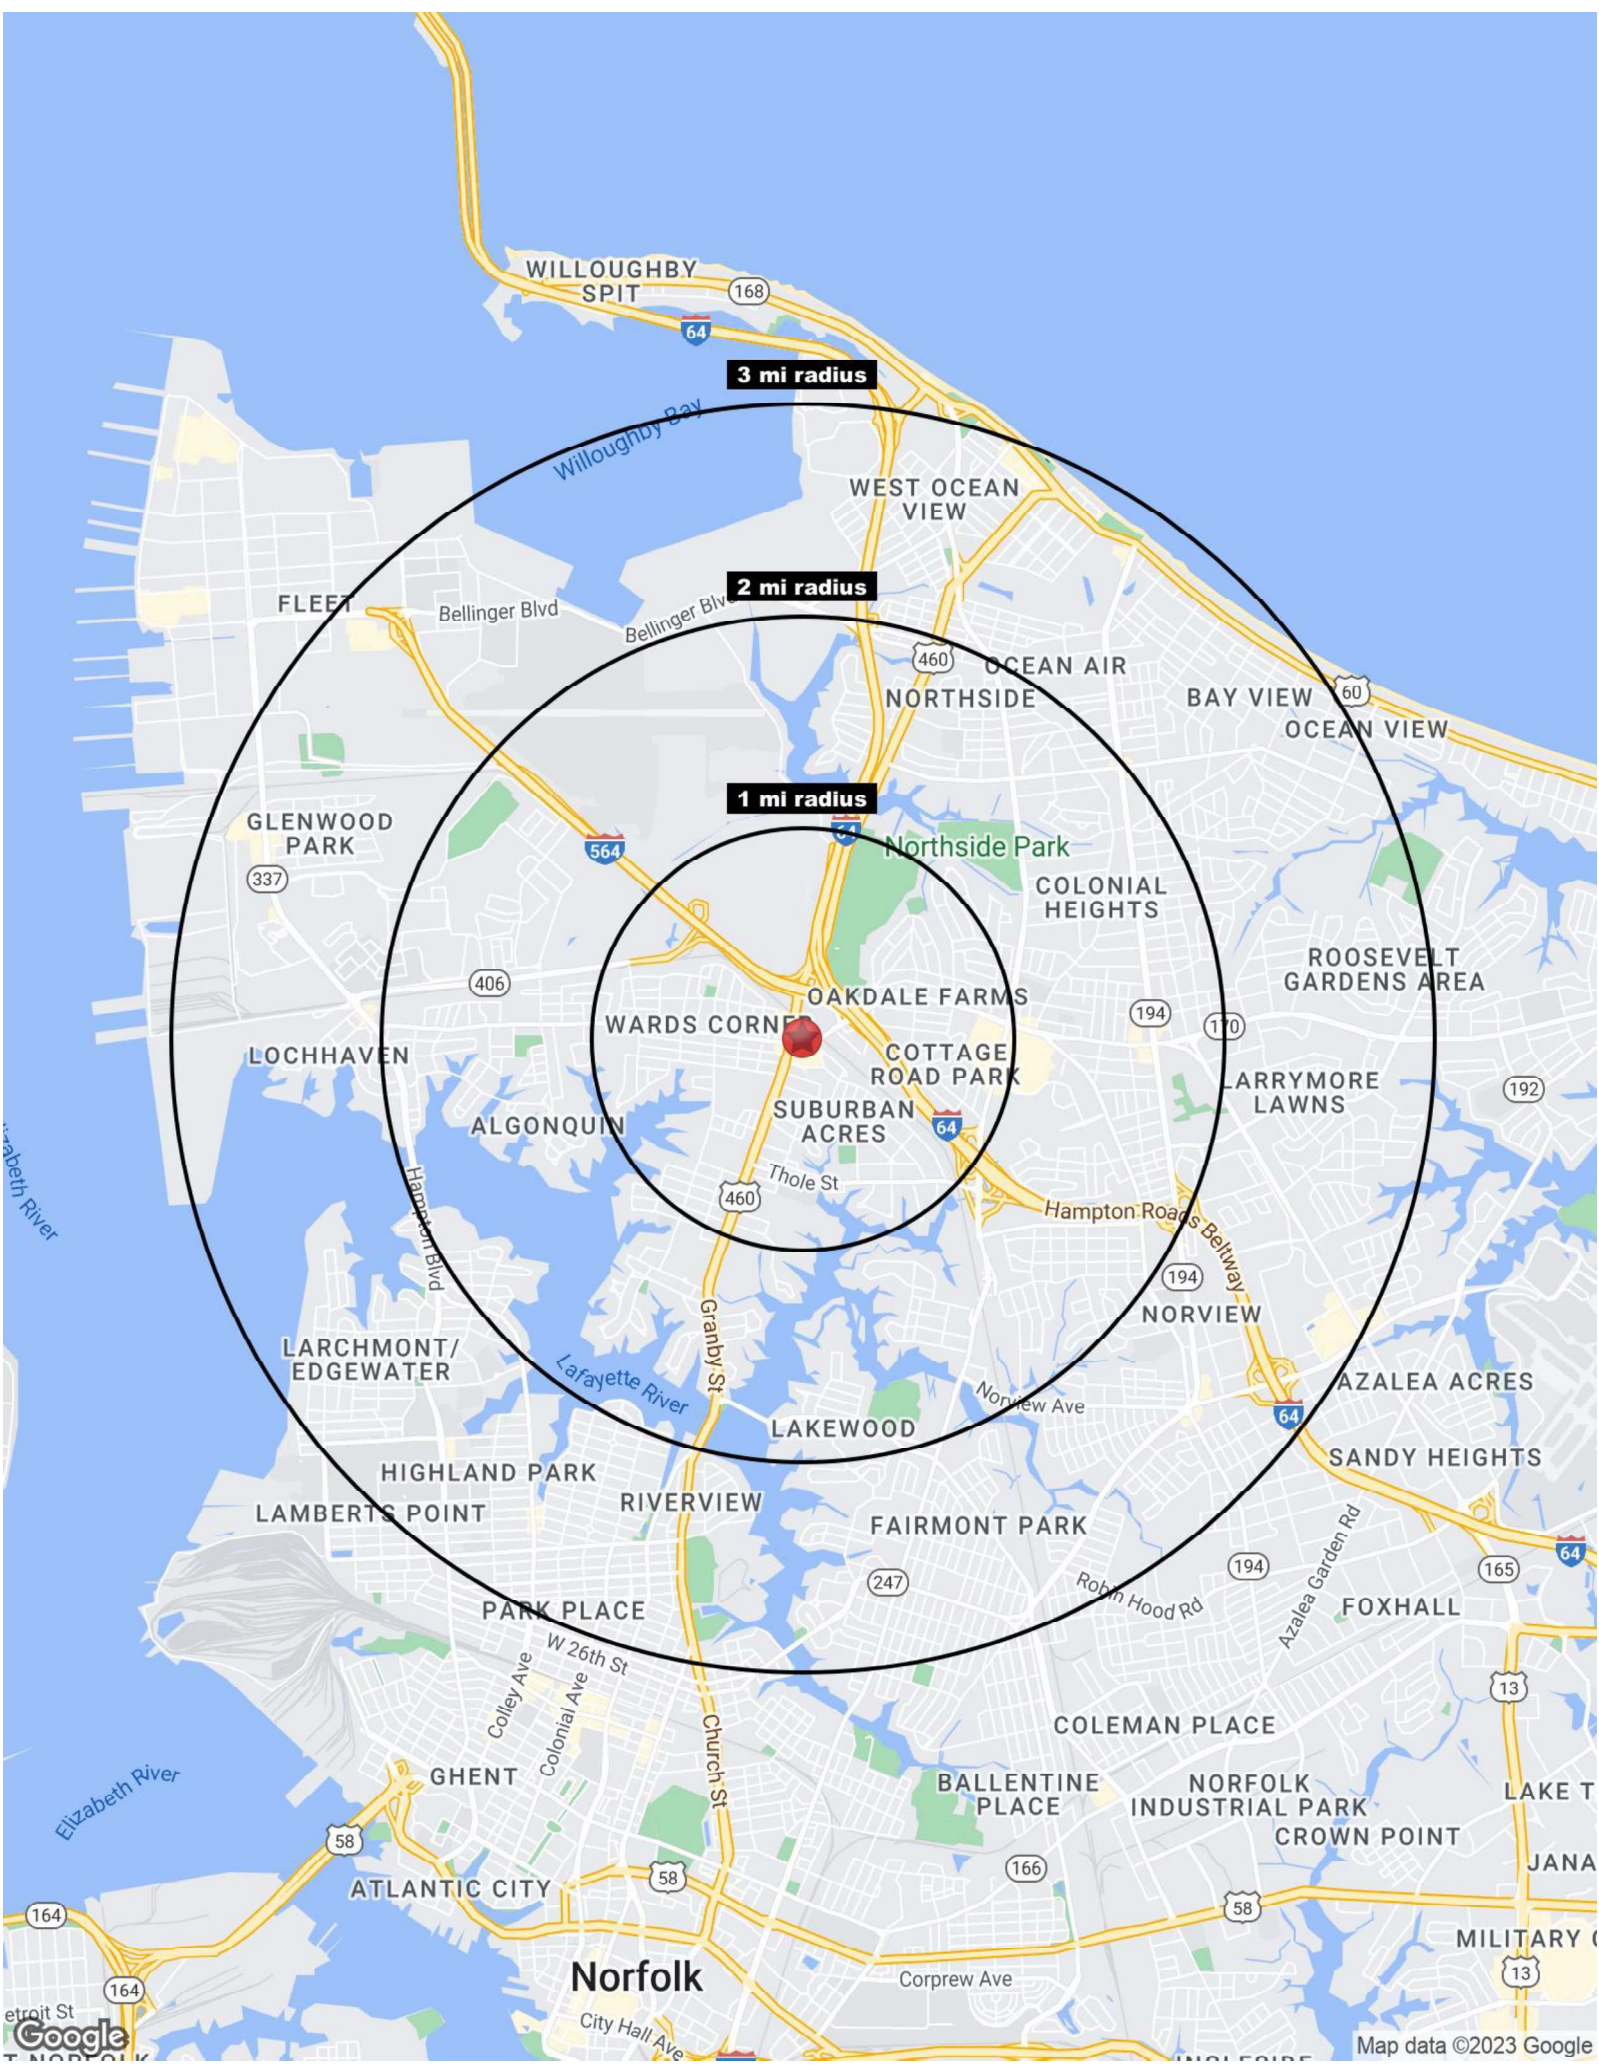 WILLOUGHBY
SPIT
168
64
3 mi radius
Willoughby Bay
WEST OCEAN
VIEW
2 mi radius
FLEET
Bellinger Blvd
Bellinger
460
OCEAN AIR
NORTHSIDE
BAY VIEW
60
OCEAN VIEW
1 mi radius
GLENWOOD
PARK
564
64
Northside Park
337
COLONIAL
HEIGHTS
ROOSEVELT
GARDENS AREA
406
OAKDALE FARMS
194
170
WARDS CORNER
LOCHHAVEN
COTTAGE
ROAD PARK
LARRYMORE
LAWNS
192
ALGONQUIN
SUBURBAN
ACRES
64
Thole St
460
Hampton Blvd
Hampton Roads Beltway
194
NORVIEW
Granby St
LARCHMONT/
EDGEWATER
Lafayette River
Norview Ave
AZALEA ACRES
64
LAKEWOOD
SANDY HEIGHTS
HIGHLAND PARK
RIVERVIEW
LAMBERTS POINT
FAIRMONT PARK
64
194
165
247
Robin Hood Rd
Azalea Garden Rd
FOXHALL
PARK PLACE
W 26th St
Colley Ave
Colonial Ave
13
COLEMAN PLACE
Church St
Elizabeth River
GHENT
BALLENTINE
PLACE
NORFOLK
INDUSTRIAL PARK
LAKE T
CROWN POINT
58
JANA
166
58
ATLANTIC CITY
58
164
MILITARY
13
Norfolk
Corprew Ave
164
etroit St
City Hall Ave
Google
Map data ©2023 Google